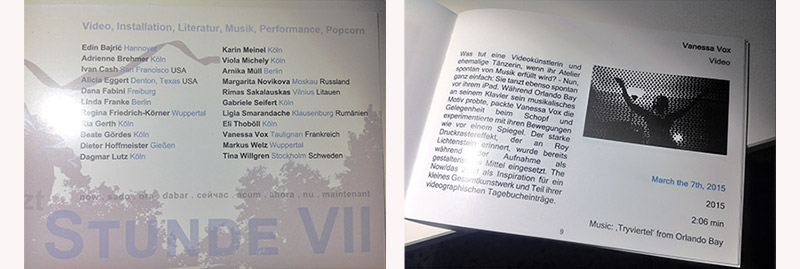 Video, Installation, Literatur, Musik, Performance, Popcorn
Edin Bajrić Hannover
Adrienne Brehmer Köln
Ivan Cash San Francisco USA
Alicia Eggert Denton, Texas USA
Dana Fabini Freiburg
Linda Franke Berlin
Regina Friedrich-Körner Wuppertal
Ria Gerth Köln
Beate Gördes Köln
Dieter Hoffmeister Gießen
Dagmar Lutz Köln
Karin Meinel Köln
Viola Michely Köln
Arnika Müll Berlin
Margarita Novikova Moskau Russland
Rimas Sakalauskas Vilnius Litauen
Gabriele Seifert Köln
Ligia Smarandache Klausenburg Rumänien
Eli Thoböll Köln
Vanessa Vox Taulignan Frankreich
Markus Welz Wuppertal
Tina Willgren Stockholm Schweden
now . sado . ora . dabar . сейчас . acum . ahora . nu . maintenant
STUNDE VII
Vanessa Vox
Video
Was tut eine Videokünstlerin und
ehemalige Tänzerin, wenn ihr Atelier
spontan von Musik erfüllt wird? - Nun,
ganz einfach: Sie tanzt ebenso spontan
vor ihrem iPad. Während Orlando Bay
an seinem Klavier sein musikalisches
Motiv probte, packte Vanessa Vox die
Gelegenheit beim Schopf und
experimentierte mit ihren Bewegungen
wie vor einem Spiegel. Der starke
Druckrastereffekt, der an Roy
Lichtenstein erinnert, wurde bereits
während der Aufnahme als
gestalterisches Mittel eingesetzt. The
Now/das als Inspiration für ein
kleines Gesamtkunstwerk und Teil ihrer
videographischen Tagebucheinträge.
March the 7th, 2015
2015
2:06 min
Music: ‚Tryviertel' from Orlando Bay
9